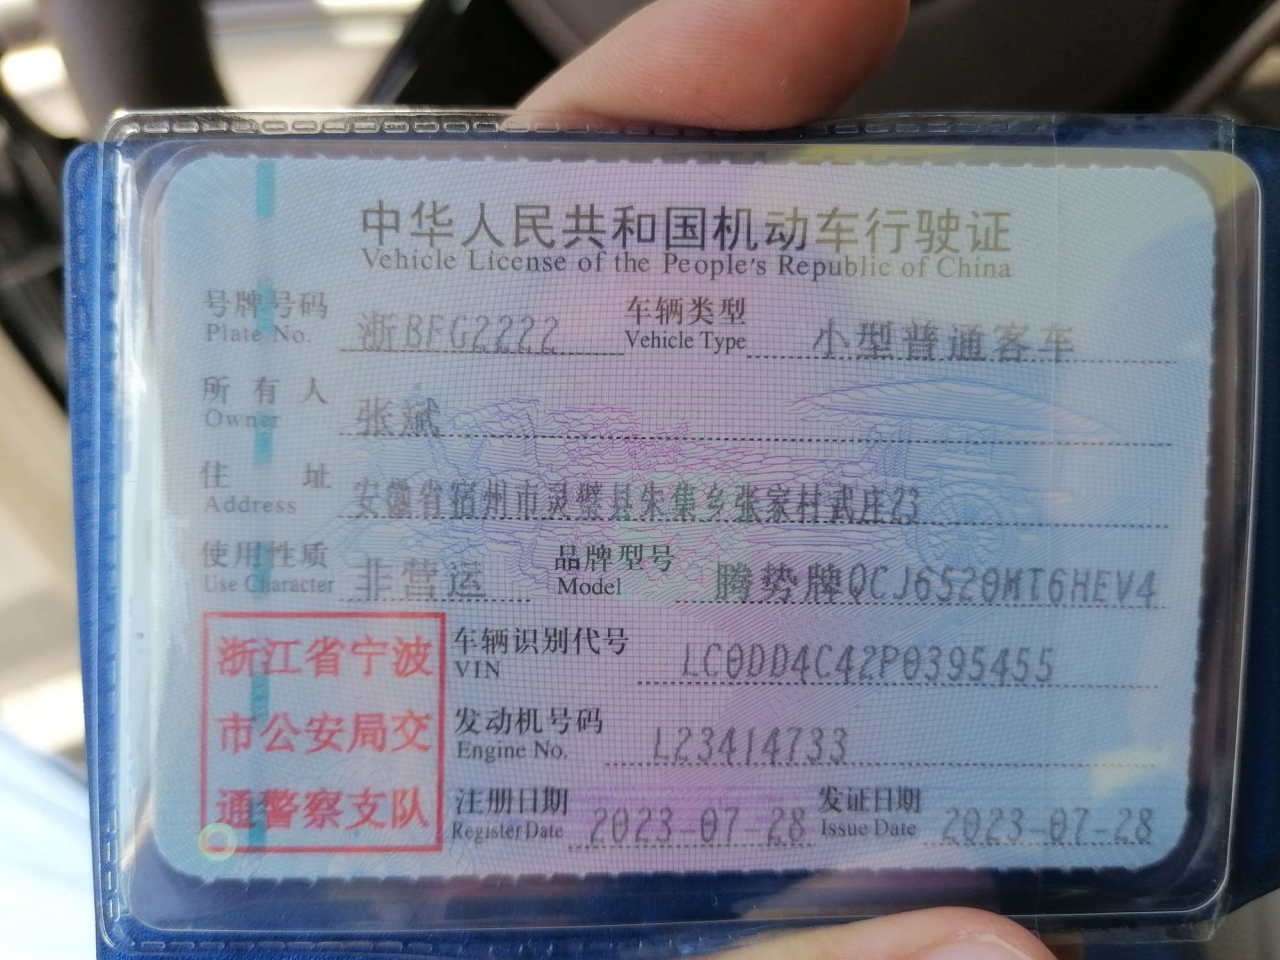 中华人民共和国机动车行驶证
Vehicle License of the People's Republic of China
号牌号码 浙BFG2222 车辆类型 小型普通客车
Plate No. Vehicle Type
所有人 张斌
Owner
住址 安徽省宿州市灵璧县朱集乡张家村武庄23
Address
使用性质 非营运 品牌型号 腾势牌QCJ6520MT6HEV4
Use Character Model
浙江省宁波
市公安局交
通警察支队
车辆识别代号 LC0DD4C42P0395455
VIN
发动机号码 L23414733
Engine No.
注册日期 2023-07-28 发证日期 2023-07-28
Register Date Issue Date